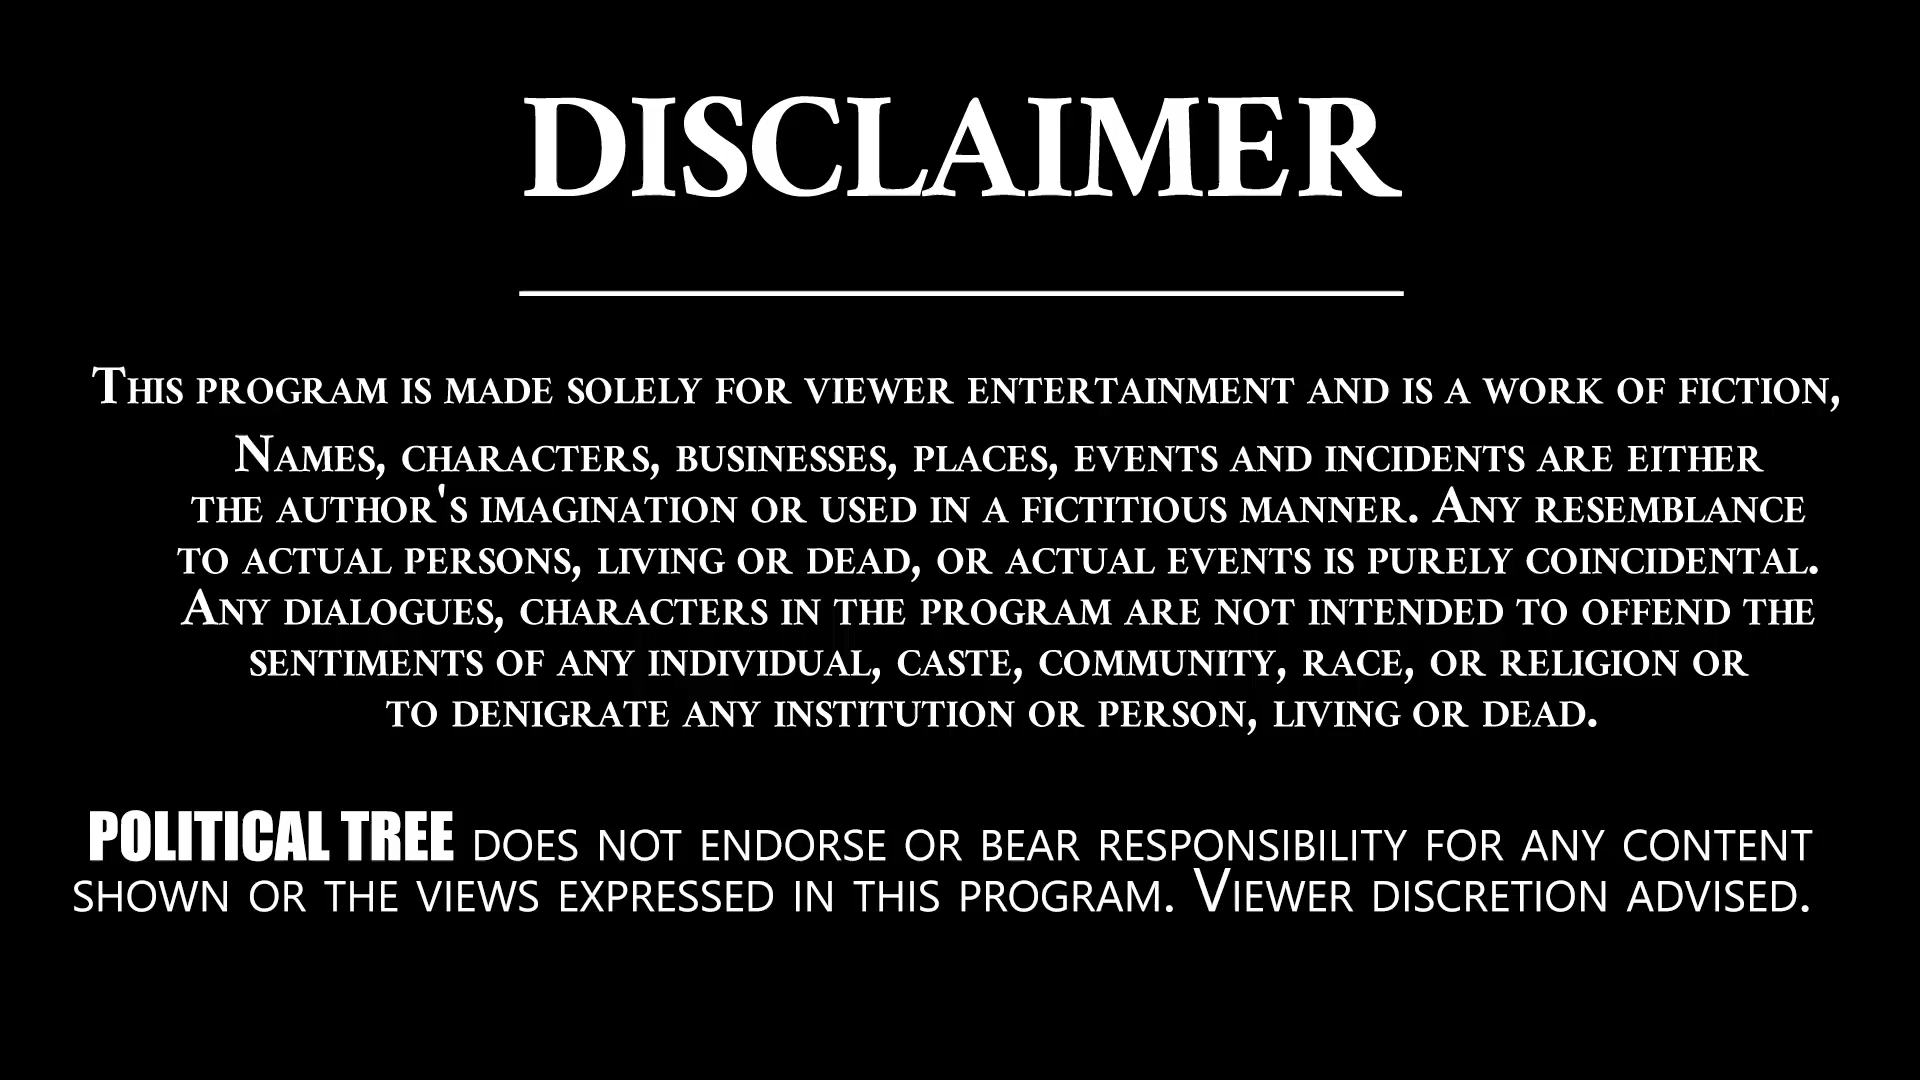 DISCLAIMER
This program is made solely for viewer entertainment and is a work of fiction,
Names, characters, businesses, places, events and incidents are either
the author's imagination or used in a fictitious manner. Any resemblance
to actual persons, living or dead, or actual events is purely coincidental.
Any dialogues, characters in the program are not intended to offend the
sentiments of any individual, caste, community, race, or religion or
to denigrate any institution or person, living or dead.
POLITICAL TREE does not endorse or bear responsibility for any content
shown or the views expressed in this program. Viewer discretion advised.